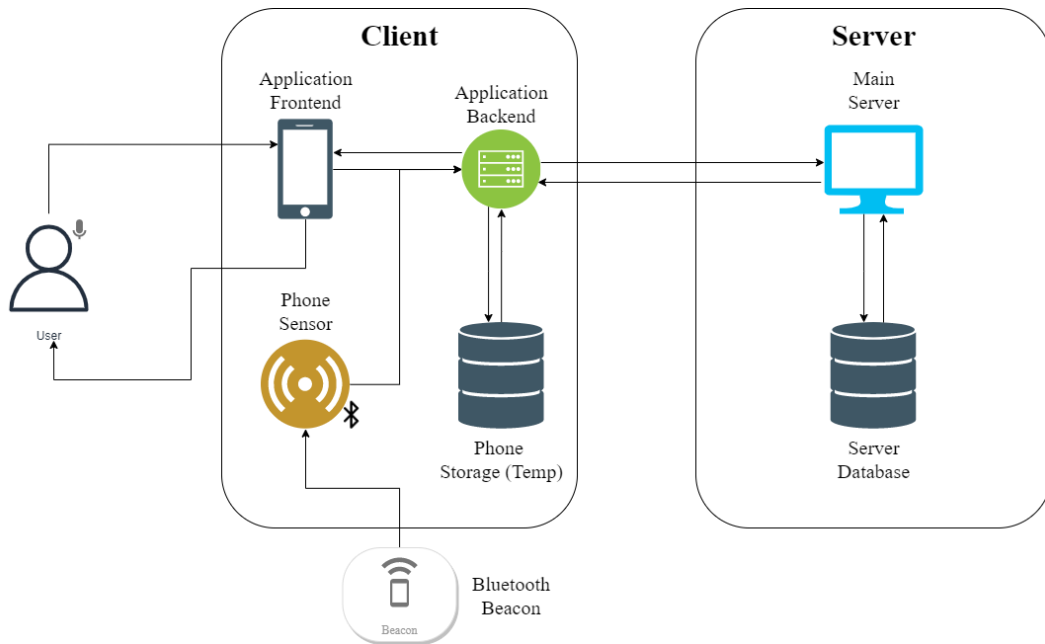 Client
Server
Application
Frontend
Application
Backend
Main
Server
User
Phone
Sensor
Phone
Storage (Temp)
Server
Database
Bluetooth
Beacon
Beacon